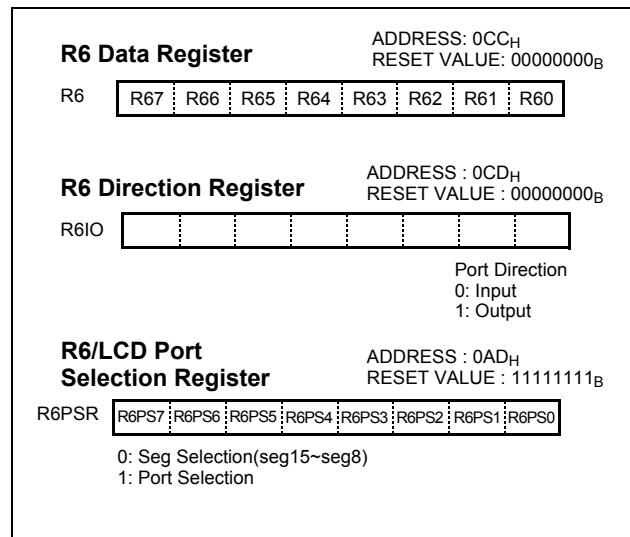 R6 Data Register
ADDRESS: 0CCH
RESET VALUE: 00000000B
R6 R67 R66 R65 R64 R63 R62 R61 R60
R6 Direction Register
ADDRESS : 0CDH
RESET VALUE : 00000000B
R6IO
Port Direction
0: Input
1: Output
R6/LCD Port
Selection Register
ADDRESS : 0ADH
RESET VALUE : 11111111B
R6PSR R6PS7 R6PS6 R6PS5 R6PS4 R6PS3 R6PS2 R6PS1 R6PS0
0: Seg Selection(seg15~seg8)
1: Port Selection